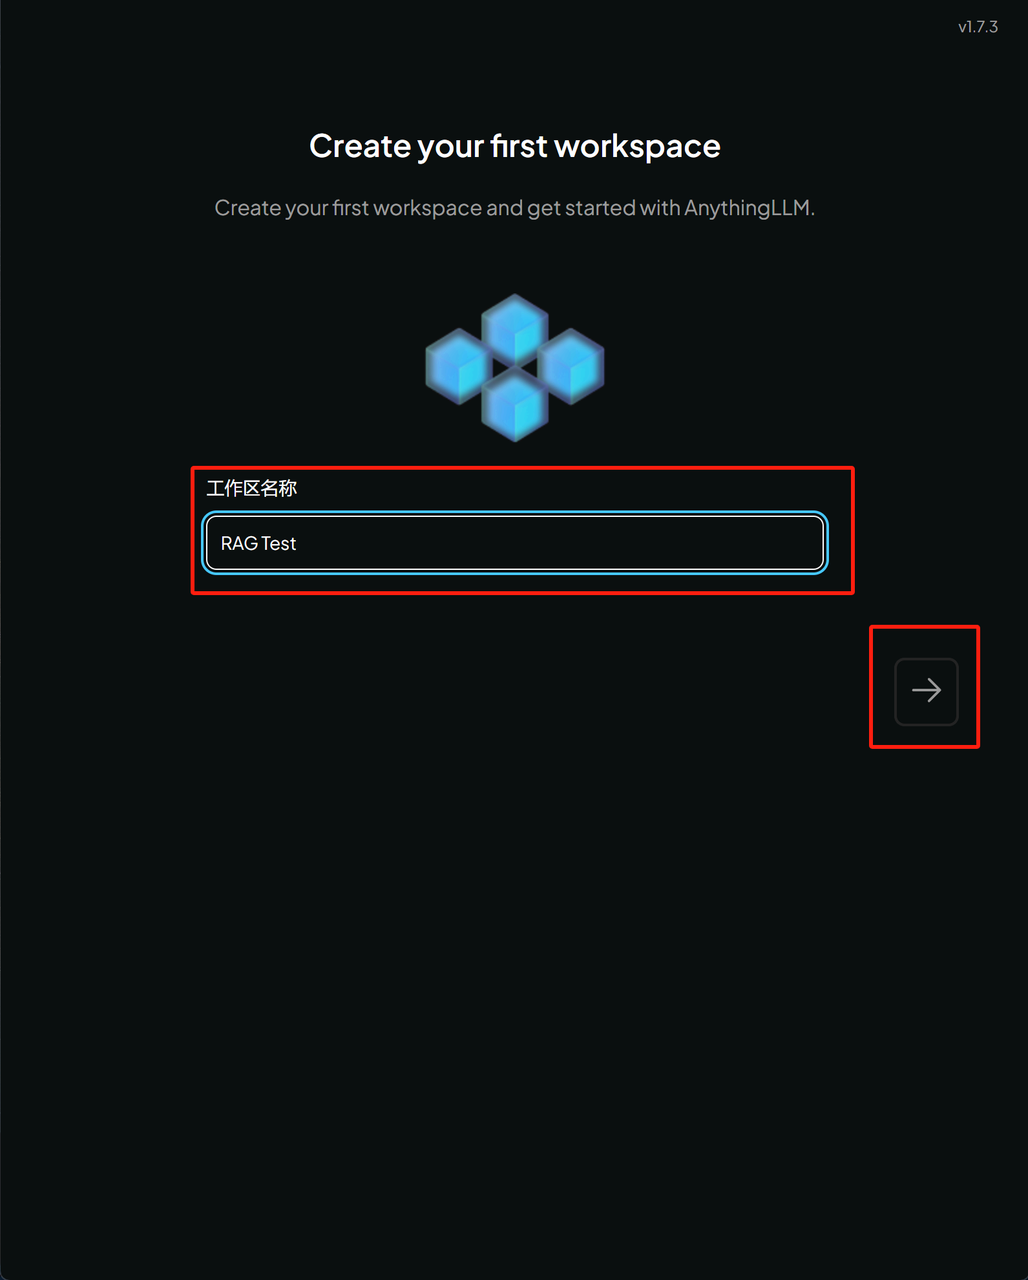 v1.7.3
Create your first workspace
Create your first workspace and get started with AnythingLLM.
工作区名称
RAG Test